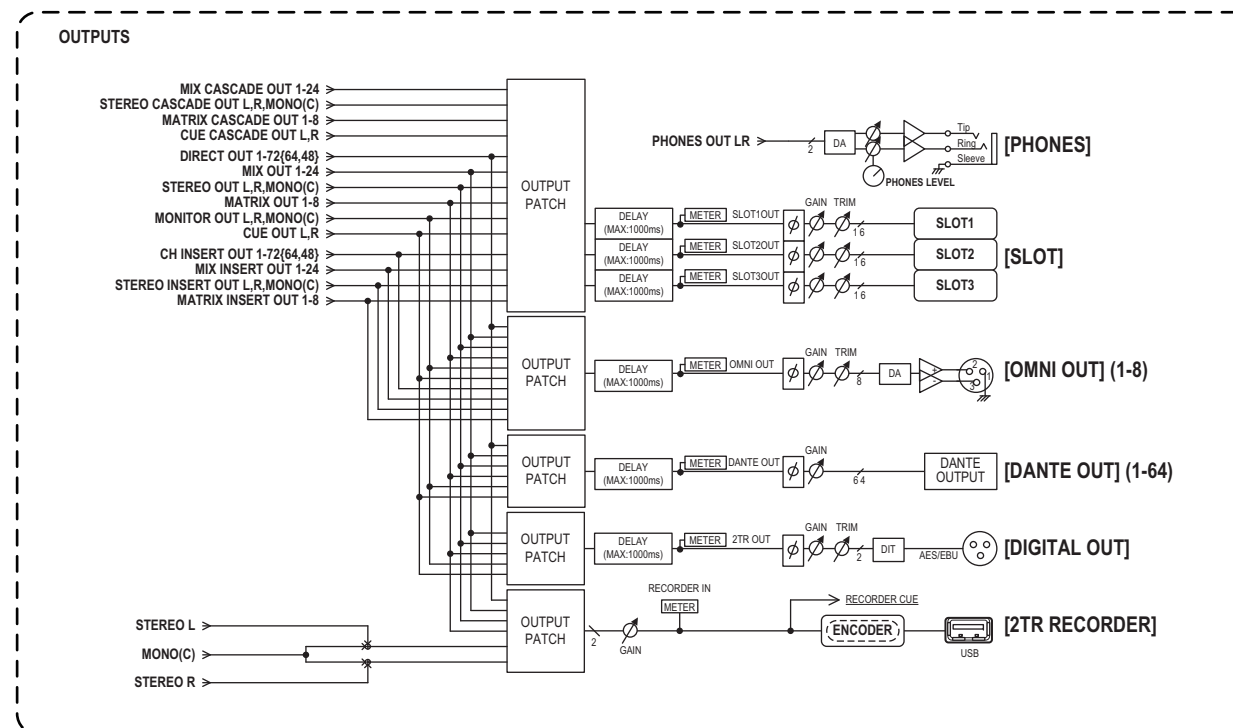 OUTPUTS
MIX CASCADE OUT 1-24
STEREO CASCADE OUT L,R,MONO(C)
MATRIX CASCADE OUT 1-8
CUE CASCADE OUT L,R
DIRECT OUT 1-72{64,48}
MIX OUT 1-24
STEREO OUT L,R,MONO(C)
MATRIX OUT 1-8
MONITOR OUT L,R,MONO(C)
CUE OUT L,R
CH INSERT OUT 1-72{64,48}
MIX INSERT OUT 1-24
STEREO INSERT OUT L,R,MONO(C)
MATRIX INSERT OUT 1-8
OUTPUT
PATCH
PHONES OUT LR
2
DA
PHONES LEVEL
Tip
Ring
Sleeve
[PHONES]
GAIN TRIM
DELAY
(MAX:1000ms)
METER SLOT1OUT
ϕ
16
SLOT1
DELAY
(MAX:1000ms)
METER SLOT2OUT
ϕ
16
SLOT2
[SLOT]
DELAY
(MAX:1000ms)
METER SLOT3OUT
ϕ
16
SLOT3
OUTPUT
PATCH
DELAY
(MAX:1000ms)
METER OMNI OUT
ϕ
GAIN TRIM
8
DA
+
-
2
1
3
[OMNI OUT] (1-8)
OUTPUT
PATCH
DELAY
(MAX:1000ms)
METER DANTE OUT
ϕ
GAIN
64
DANTE
OUTPUT
[DANTE OUT] (1-64)
OUTPUT
PATCH
DELAY
(MAX:1000ms)
METER 2TR OUT
ϕ
GAIN TRIM
2
DIT
AES/EBU
[DIGITAL OUT]
STEREO L
MONO(C)
STEREO R
OUTPUT
PATCH
2
GAIN
RECORDER IN
METER
RECORDER CUE
ENCODER
USB
[2TR RECORDER]